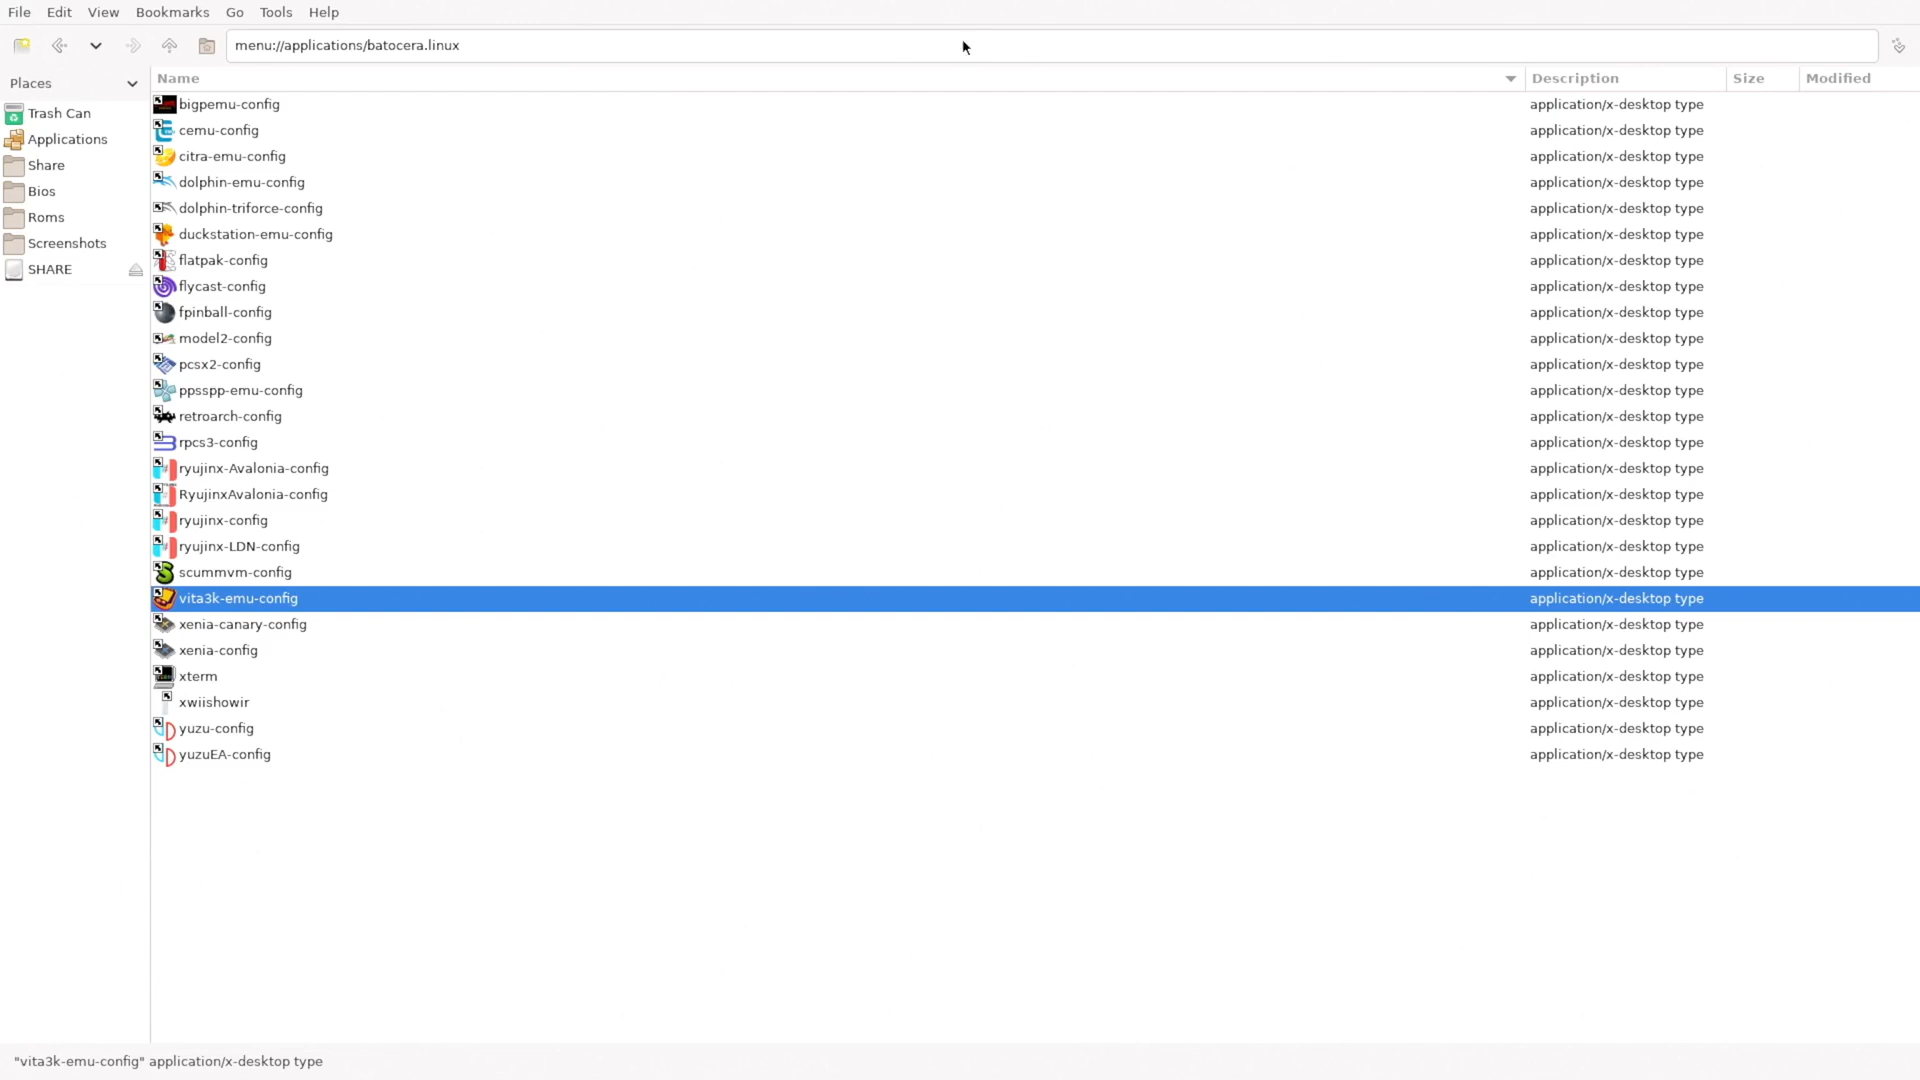 File Edit View Bookmarks Go Tools Help
menu://applications/batocera.linux
Places
Trash Can
Applications
Share
Bios
Roms
Screenshots
SHARE
Name Description Size Modified
bigpemu-config application/x-desktop type
cemu-config application/x-desktop type
citra-emu-config application/x-desktop type
dolphin-emu-config application/x-desktop type
dolphin-triforce-config application/x-desktop type
duckstation-emu-config application/x-desktop type
flatpak-config application/x-desktop type
flycast-config application/x-desktop type
fpinball-config application/x-desktop type
model2-config application/x-desktop type
pcsx2-config application/x-desktop type
ppsspp-emu-config application/x-desktop type
retroarch-config application/x-desktop type
rpcs3-config application/x-desktop type
ryujinx-Avalonia-config application/x-desktop type
RyujinxAvalonia-config application/x-desktop type
ryujinx-config application/x-desktop type
ryujinx-LDN-config application/x-desktop type
scummvm-config application/x-desktop type
vita3k-emu-config application/x-desktop type
xenia-canary-config application/x-desktop type
xenia-config application/x-desktop type
xterm application/x-desktop type
xwiishowir application/x-desktop type
yuzu-config application/x-desktop type
yuzuEA-config application/x-desktop type
"vita3k-emu-config" application/x-desktop type